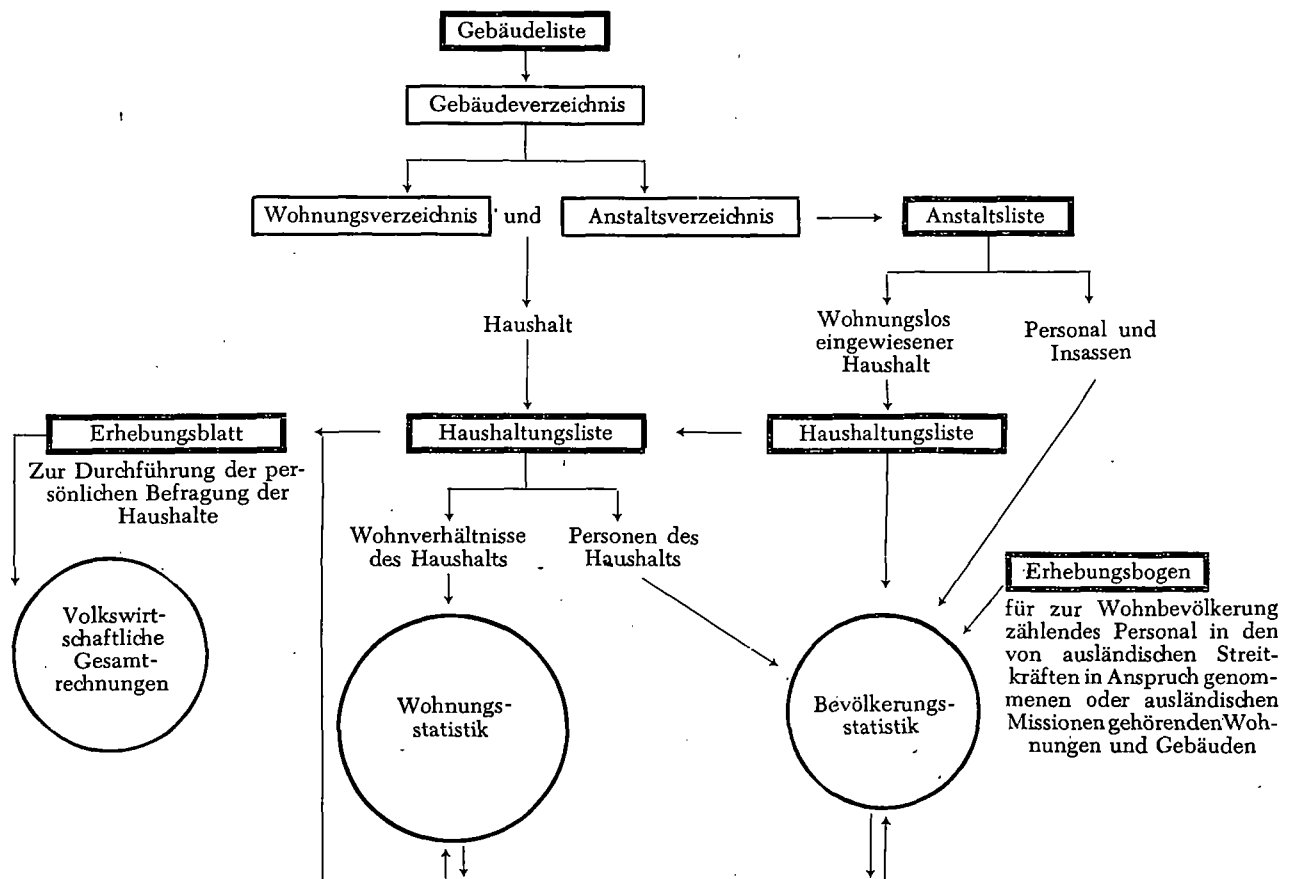 Gebäudeliste
Gebäudeverzeichnis
Wohnungsverzeichnis und Anstaltsverzeichnis
Anstaltsliste
Haushalt
Wohnungslos
eingewiesener
Haushalt
Personal und
Insassen
Erhebungsblatt
Haushaltungsliste
Haushaltungsliste
Zur Durchführung der per-
sönlichen Befragung der
Haushalte
Wohnverhältnisse
des Haushalts
Personen des
Haushalts
Erhebungsbogen
für zur Wohnbevölkerung
zählendes Personal in den
von ausländischen Streit-
kräften in Anspruch genom-
menen oder ausländischen
Missionen gehörenden Woh-
nungen und Gebäuden
Volkswirt-
schaftliche
Gesamt-
rechnungen
Wohnungs-
statistik
Bevölkerungs-
statistik